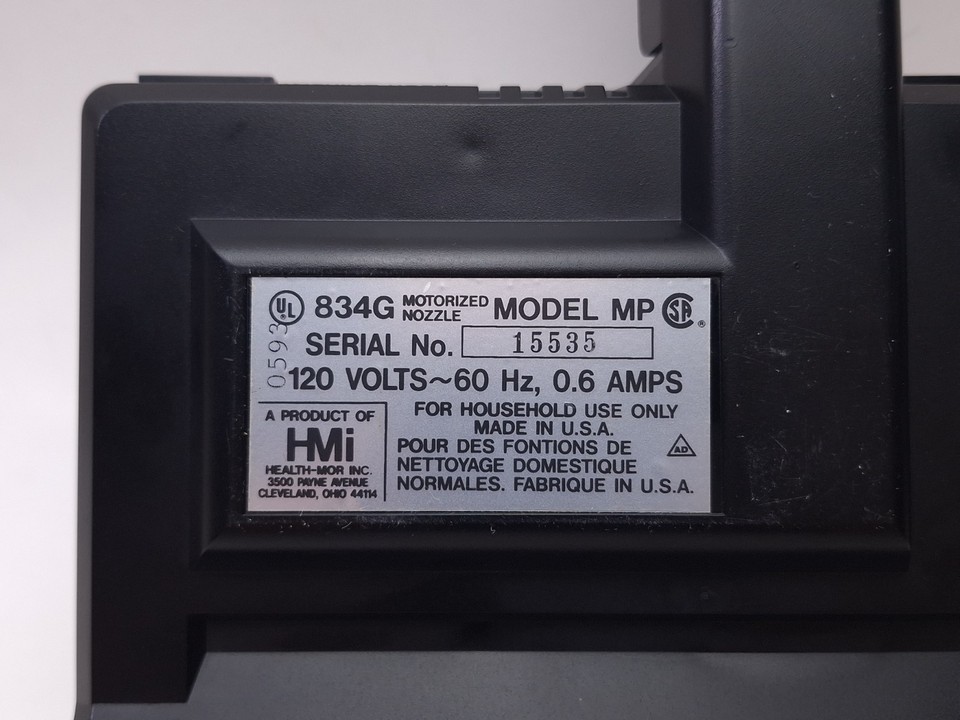 UL 834G MOTORIZED NOZZLE MODEL MP SA ®
SERIAL No. 15535
0593
120 VOLTS~60 Hz, 0.6 AMPS
A PRODUCT OF
HMi
HEALTH-MOR INC.
3500 PAYNE AVENUE
CLEVELAND, OHIO 44114
FOR HOUSEHOLD USE ONLY
MADE IN U.S.A.
POUR DES FONTIONS DE
NETTOYAGE DOMESTIQUE
NORMALES. FABRIQUE IN U.S.A.
AD